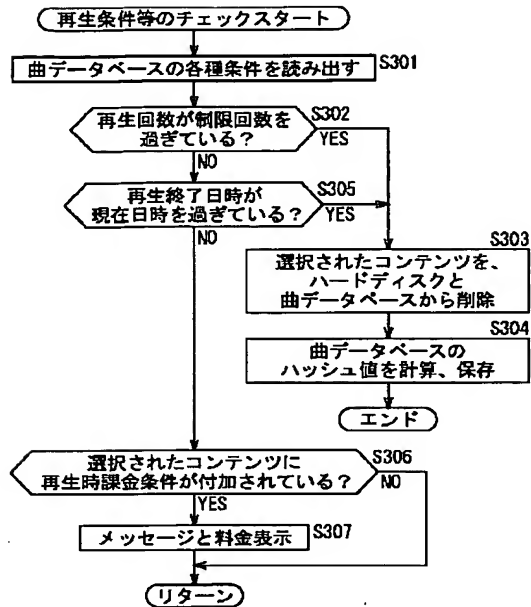 再生条件等のチェックスタート
曲データベースの各種条件を読み出す
S301
再生回数が制限回数を
過ぎている？
S302
YES
NO
再生終了日時が
現在日時を過ぎている？
S305
YES
NO
S303
選択されたコンテンツを、
ハードディスクと
曲データベースから削除
S304
曲データベースの
ハッシュ値を計算、保存
エンド
選択されたコンテンツに
再生時課金条件が付加されている？
S306
NO
YES
メッセージと料金表示
S307
リターン